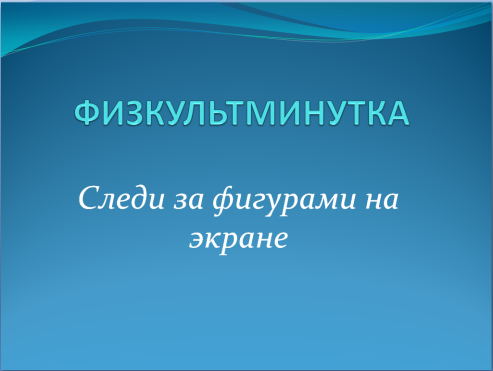 ФИЗКУЛЬТМИНУТКА
Следи за фигурами на
экране